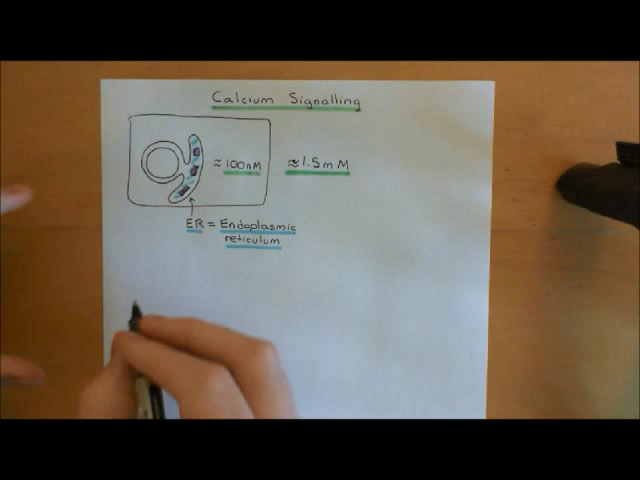 Calcium Signalling
≈ 100nM ≈ 1.5mM
ER = Endoplasmic
reticulum